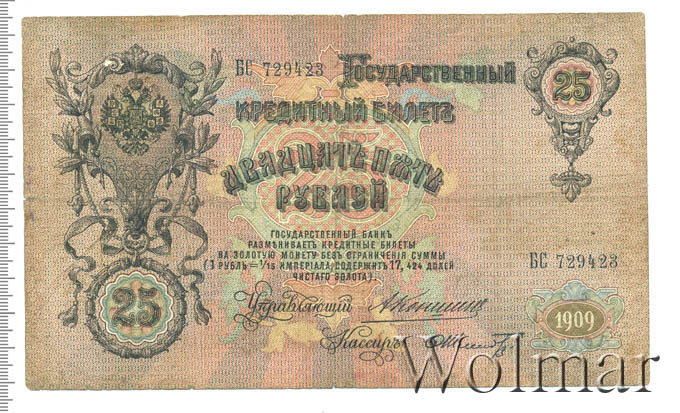 БС 729423
Государственный
25
Кредитный Билетъ
Двадцать пять
рублей
Государственный Банкъ
размѣниваетъ кредитные билеты
на золотую монету безъ ограниченія суммы
(1 рубль=1/15 имперіала, содержитъ 17,424 долей
чистаго золота).
БС 729423
25
Управляющій
Кассиръ
1909
Wolmar